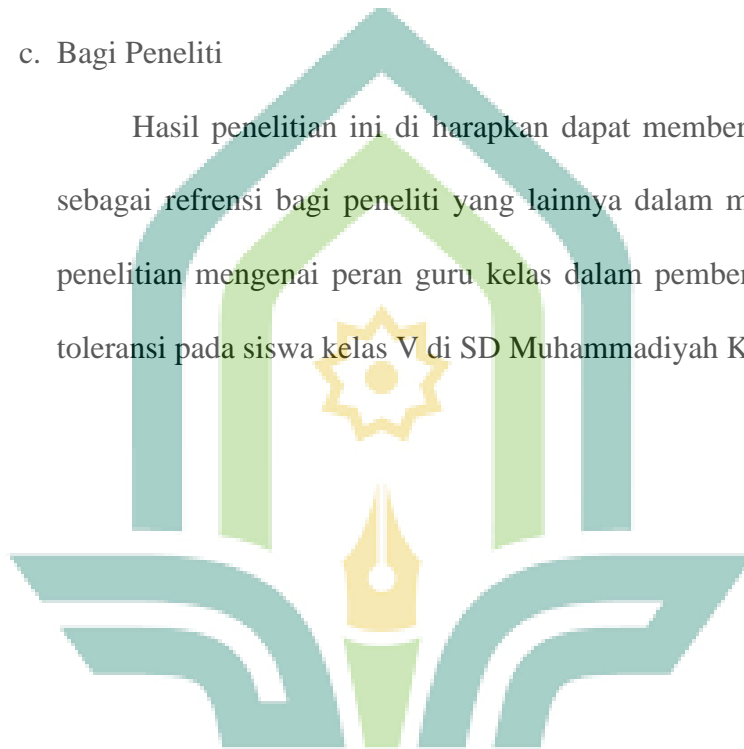 c. Bagi Peneliti
Hasil penelitian ini di harapkan dapat member
sebagai refrensi bagi peneliti yang lainnya dalam m
penelitian mengenai peran guru kelas dalam pember
toleransi pada siswa kelas V di SD Muhammadiyah K